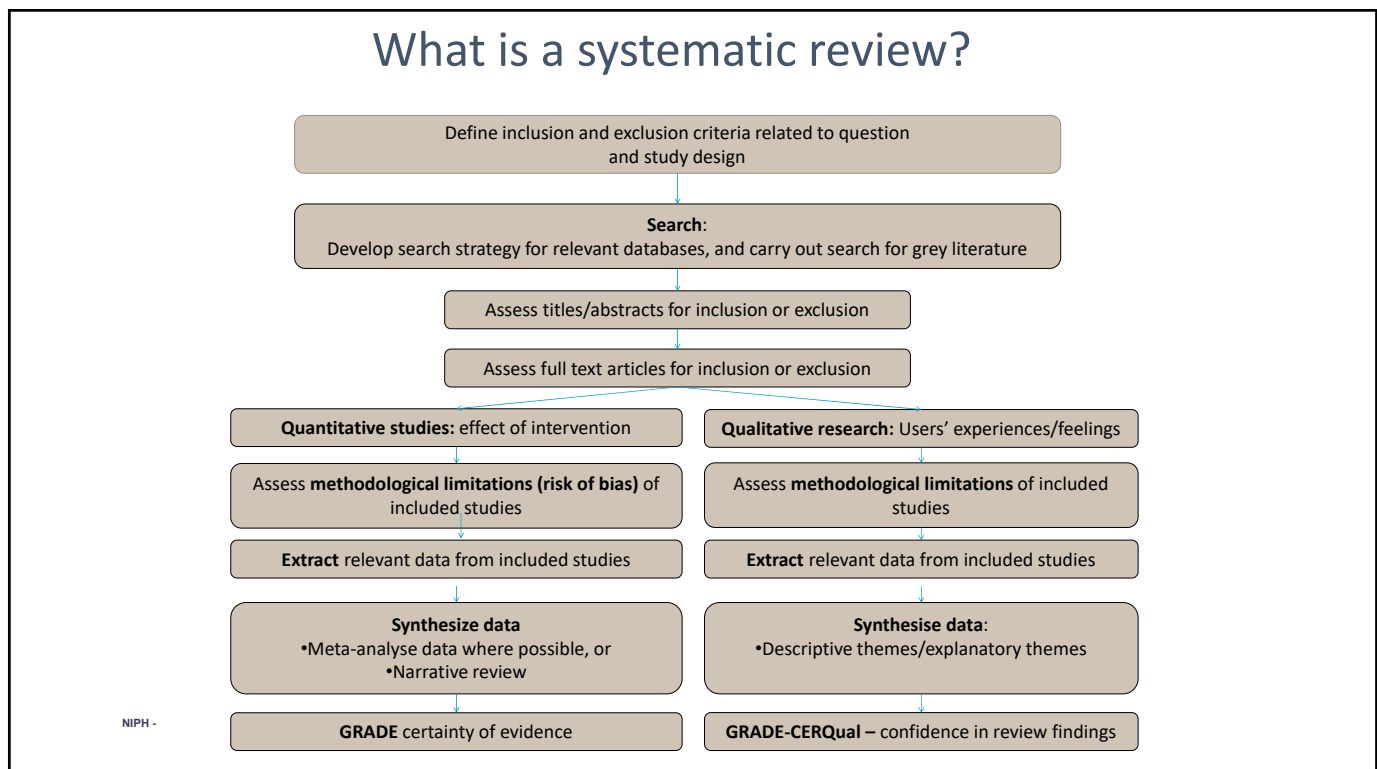 What is a systematic review?
Define inclusion and exclusion criteria related to question
and study design
Search:
Develop search strategy for relevant databases, and carry out search for grey literature
Assess titles/abstracts for inclusion or exclusion
Assess full text articles for inclusion or exclusion
Quantitative studies: effect of intervention
Assess methodological limitations (risk of bias) of
included studies
Extract relevant data from included studies
Synthesize data
•Meta-analyse data where possible, or
•Narrative review
GRADE certainty of evidence
Qualitative research: Users’ experiences/feelings
Assess methodological limitations of included
studies
Extract relevant data from included studies
Synthesise data:
•Descriptive themes/explanatory themes
GRADE-CERQual – confidence in review findings
NIPH -